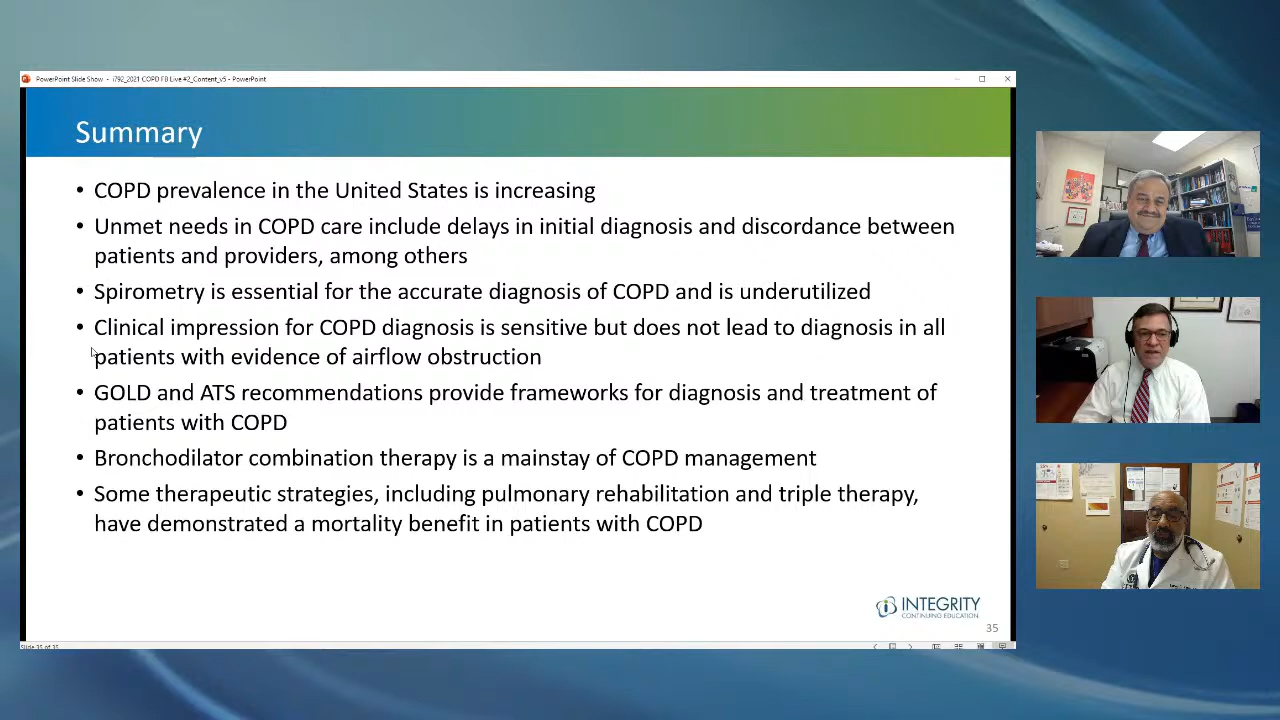 PowerPoint Slide Show - i792_2021 COPD FB Live #2_Content_v5 - PowerPoint
Summary
• COPD prevalence in the United States is increasing
• Unmet needs in COPD care include delays in initial diagnosis and discordance between
patients and providers, among others
• Spirometry is essential for the accurate diagnosis of COPD and is underutilized
• Clinical impression for COPD diagnosis is sensitive but does not lead to diagnosis in all
patients with evidence of airflow obstruction
• GOLD and ATS recommendations provide frameworks for diagnosis and treatment of
patients with COPD
• Bronchodilator combination therapy is a mainstay of COPD management
• Some therapeutic strategies, including pulmonary rehabilitation and triple therapy,
have demonstrated a mortality benefit in patients with COPD
INTEGRITY
CONTINUING EDUCATION
35
Slide 35 of 35